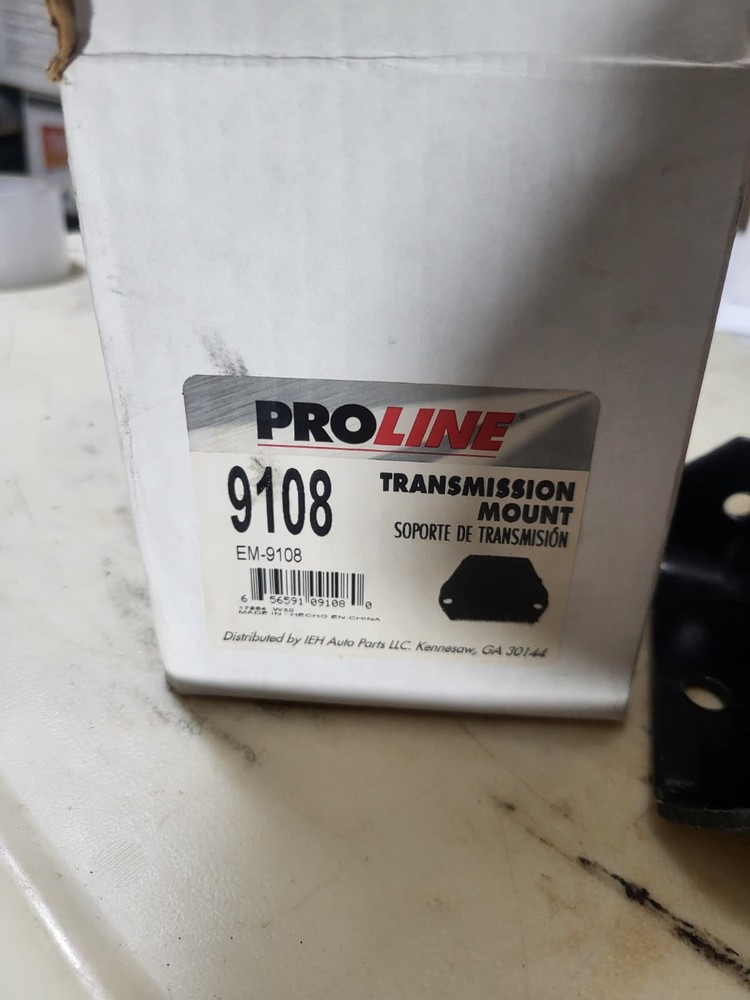 PROLINE
9108
TRANSMISSION
MOUNT
SOPORTE DE TRANSMISIÓN
EM-9108
6 56591 09108 0
MADE IN - HECHO EN CHINA
Distributed by IEH Auto Parts LLC. Kennesaw, GA 30144